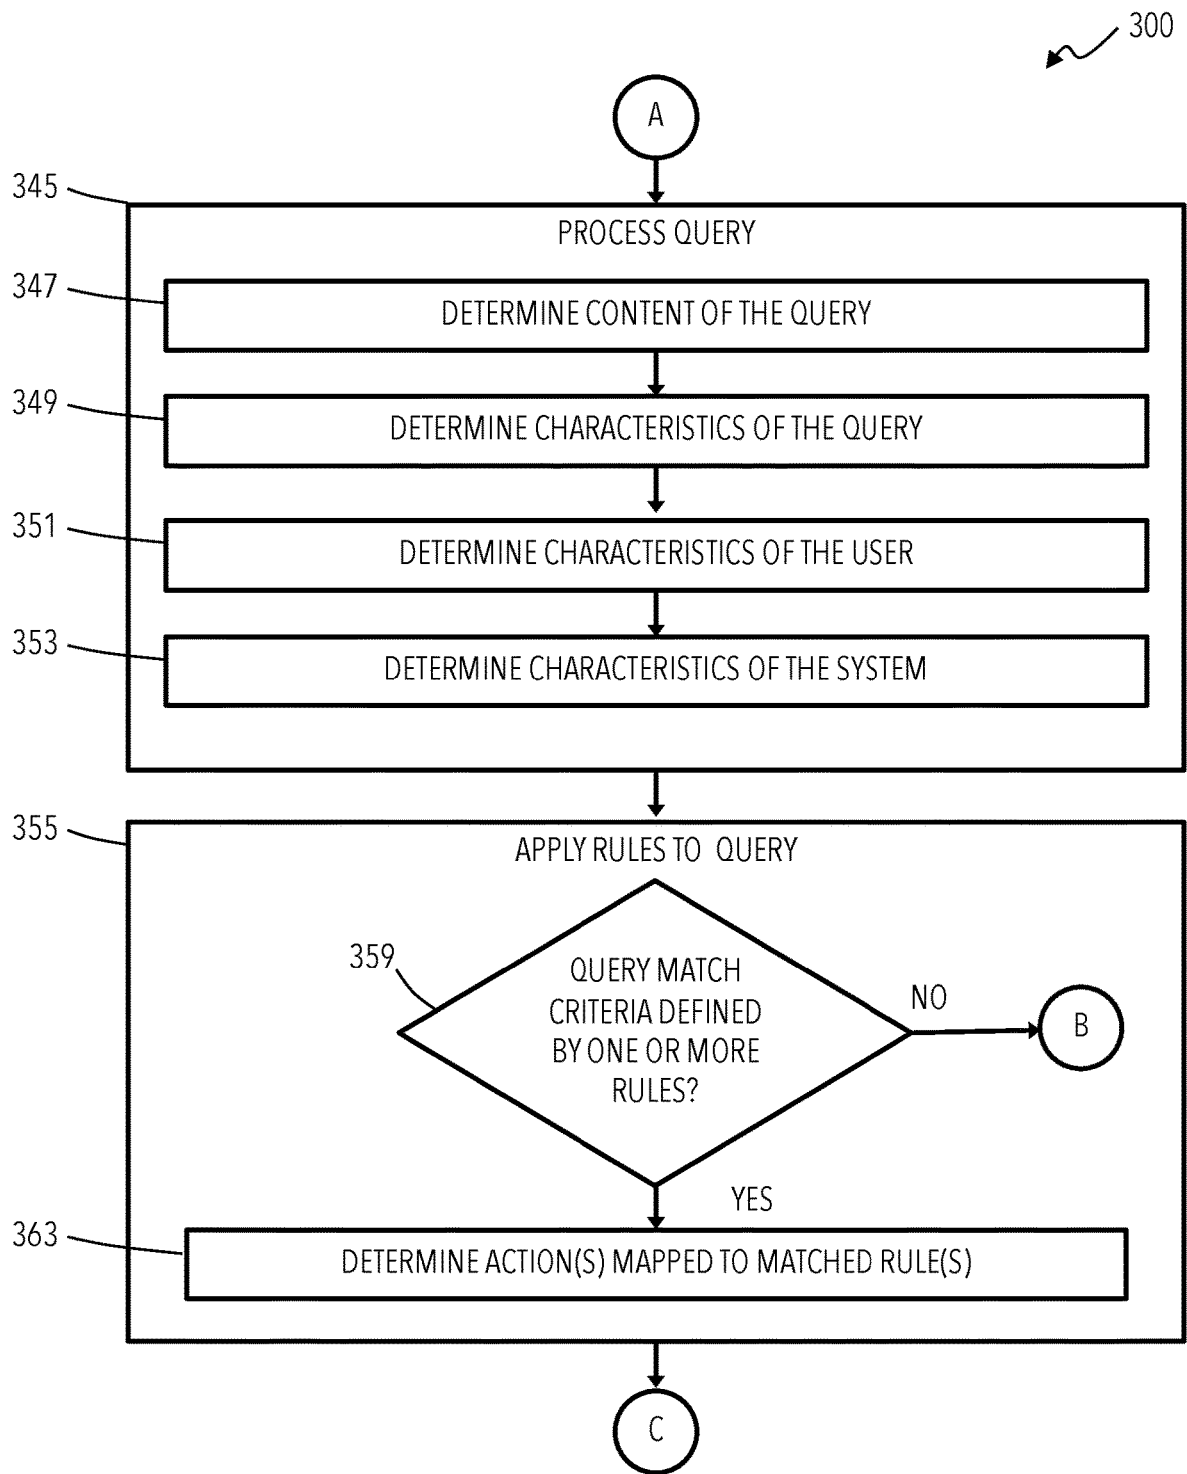 300
A
345
PROCESS QUERY
347
DETERMINE CONTENT OF THE QUERY
349
DETERMINE CHARACTERISTICS OF THE QUERY
351
DETERMINE CHARACTERISTICS OF THE USER
353
DETERMINE CHARACTERISTICS OF THE SYSTEM
355
APPLY RULES TO QUERY
359
QUERY MATCH
CRITERIA DEFINED
BY ONE OR MORE
RULES?
NO
B
YES
363
DETERMINE ACTION(S) MAPPED TO MATCHED RULE(S)
C